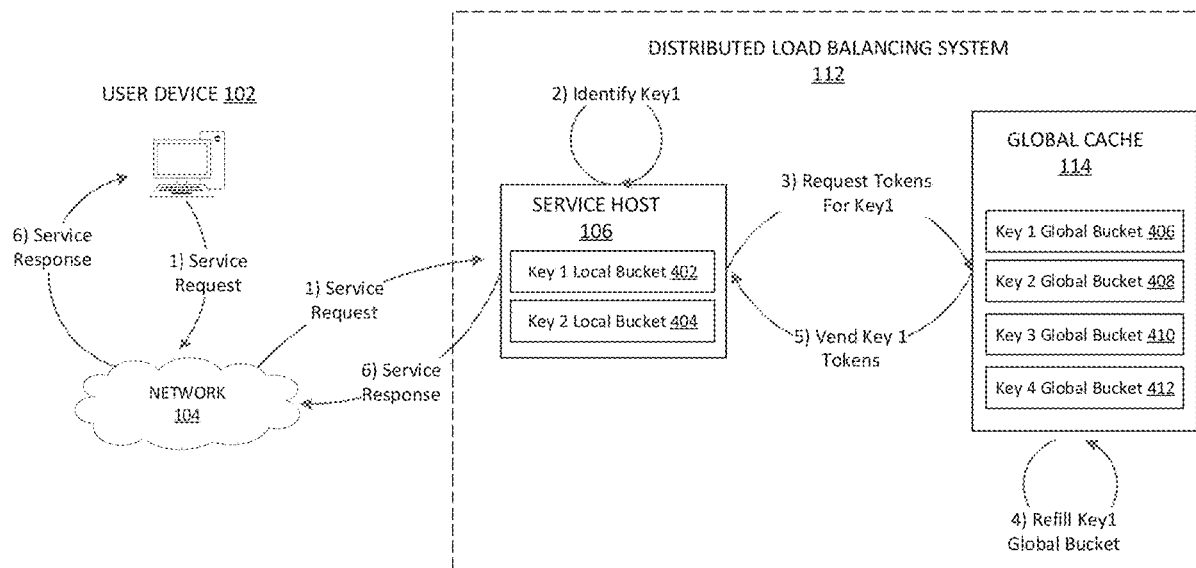 DISTRIBUTED LOAD BALANCING SYSTEM
112
USER DEVICE 102
2) Identify Key1
GLOBAL CACHE
114
3) Request Tokens
For Key1
SERVICE HOST
106
Key 1 Local Bucket 402
Key 2 Local Bucket 404
Key 1 Global Bucket 406
Key 2 Global Bucket 408
Key 3 Global Bucket 410
Key 4 Global Bucket 412
6) Service
Response
1) Service
Request
1) Service
Request
5) Vend Key 1
Tokens
6) Service
Response
NETWORK
104
4) Refill Key1
Global Bucket